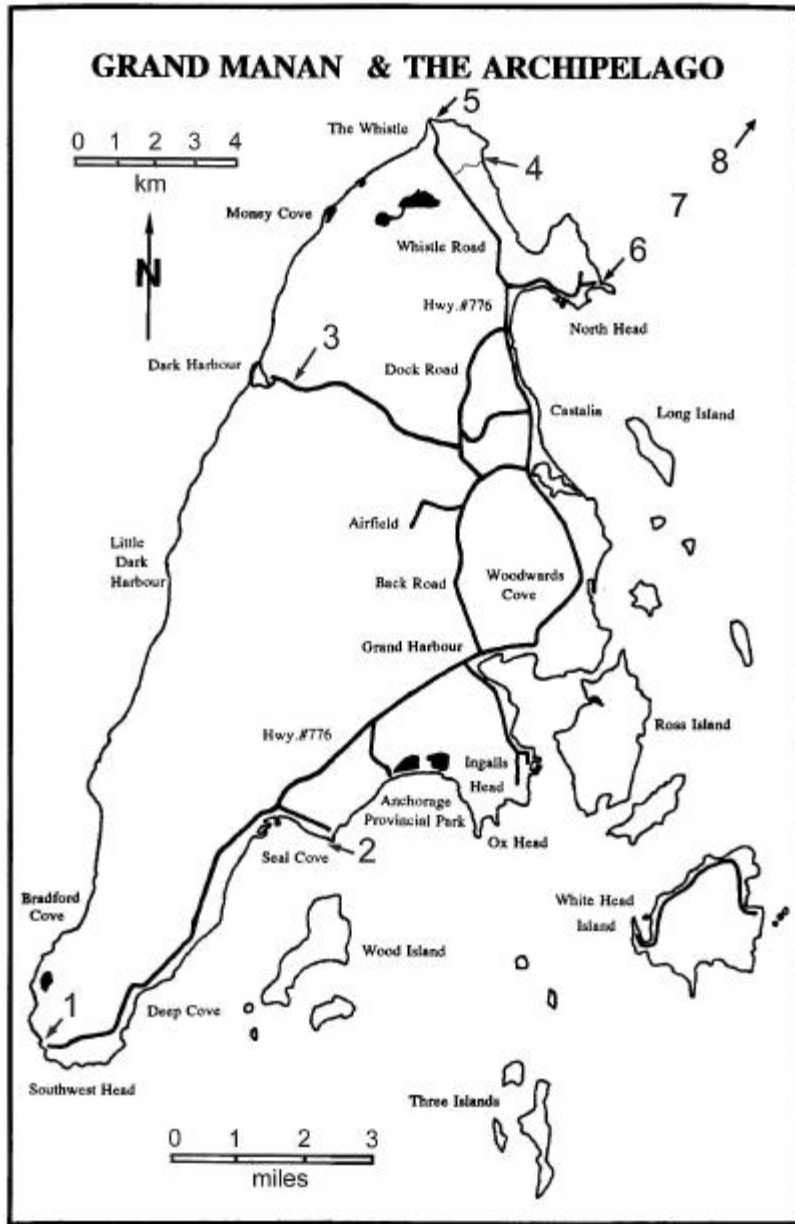 GRAND MANAN & THE ARCHIPELAGO
0 1 2 3 4
km
N
The Whistle
5
4
8
7
6
Money Cove
Whistle Road
Hwy.#776
North Head
Dark Harbour
3
Dock Road
Castalia
Long Island
Airfield
Little
Dark
Harbour
Back Road
Woodwards
Cove
Grand Harbour
Ross Island
Hwy.#776
Ingalls
Head
Anchorage
Provincial Park
Ox Head
Seal Cove
2
Bradford
Cove
White Head
Island
Wood Island
1
Deep Cove
Southwest Head
Three Islands
0 1 2 3
miles